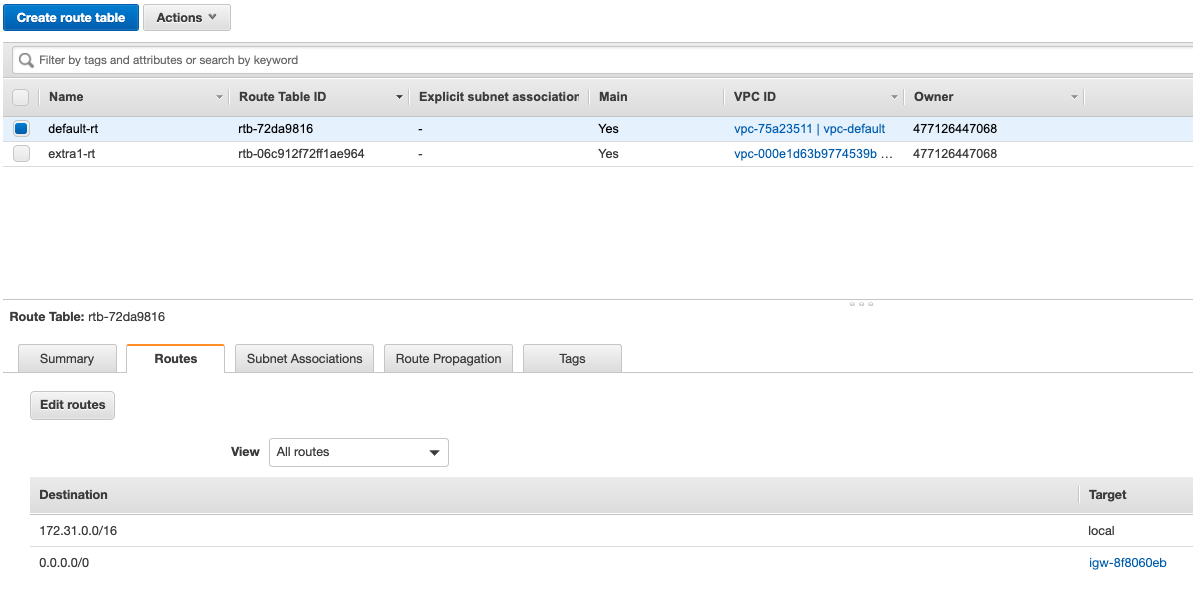 Create route table Actions
Filter by tags and attributes or search by keyword
Name Route Table ID Explicit subnet association Main VPC ID Owner
default-rt rtb-72da9816 - Yes vpc-75a23511 | vpc-default 477126447068
extra1-rt rtb-06c912f72ff1ae964 - Yes vpc-000e1d63b9774539b ... 477126447068
Route Table: rtb-72da9816
Summary Routes Subnet Associations Route Propagation Tags
Edit routes
View All routes
Destination Target
172.31.0.0/16 local
0.0.0.0/0 igw-8f8060eb